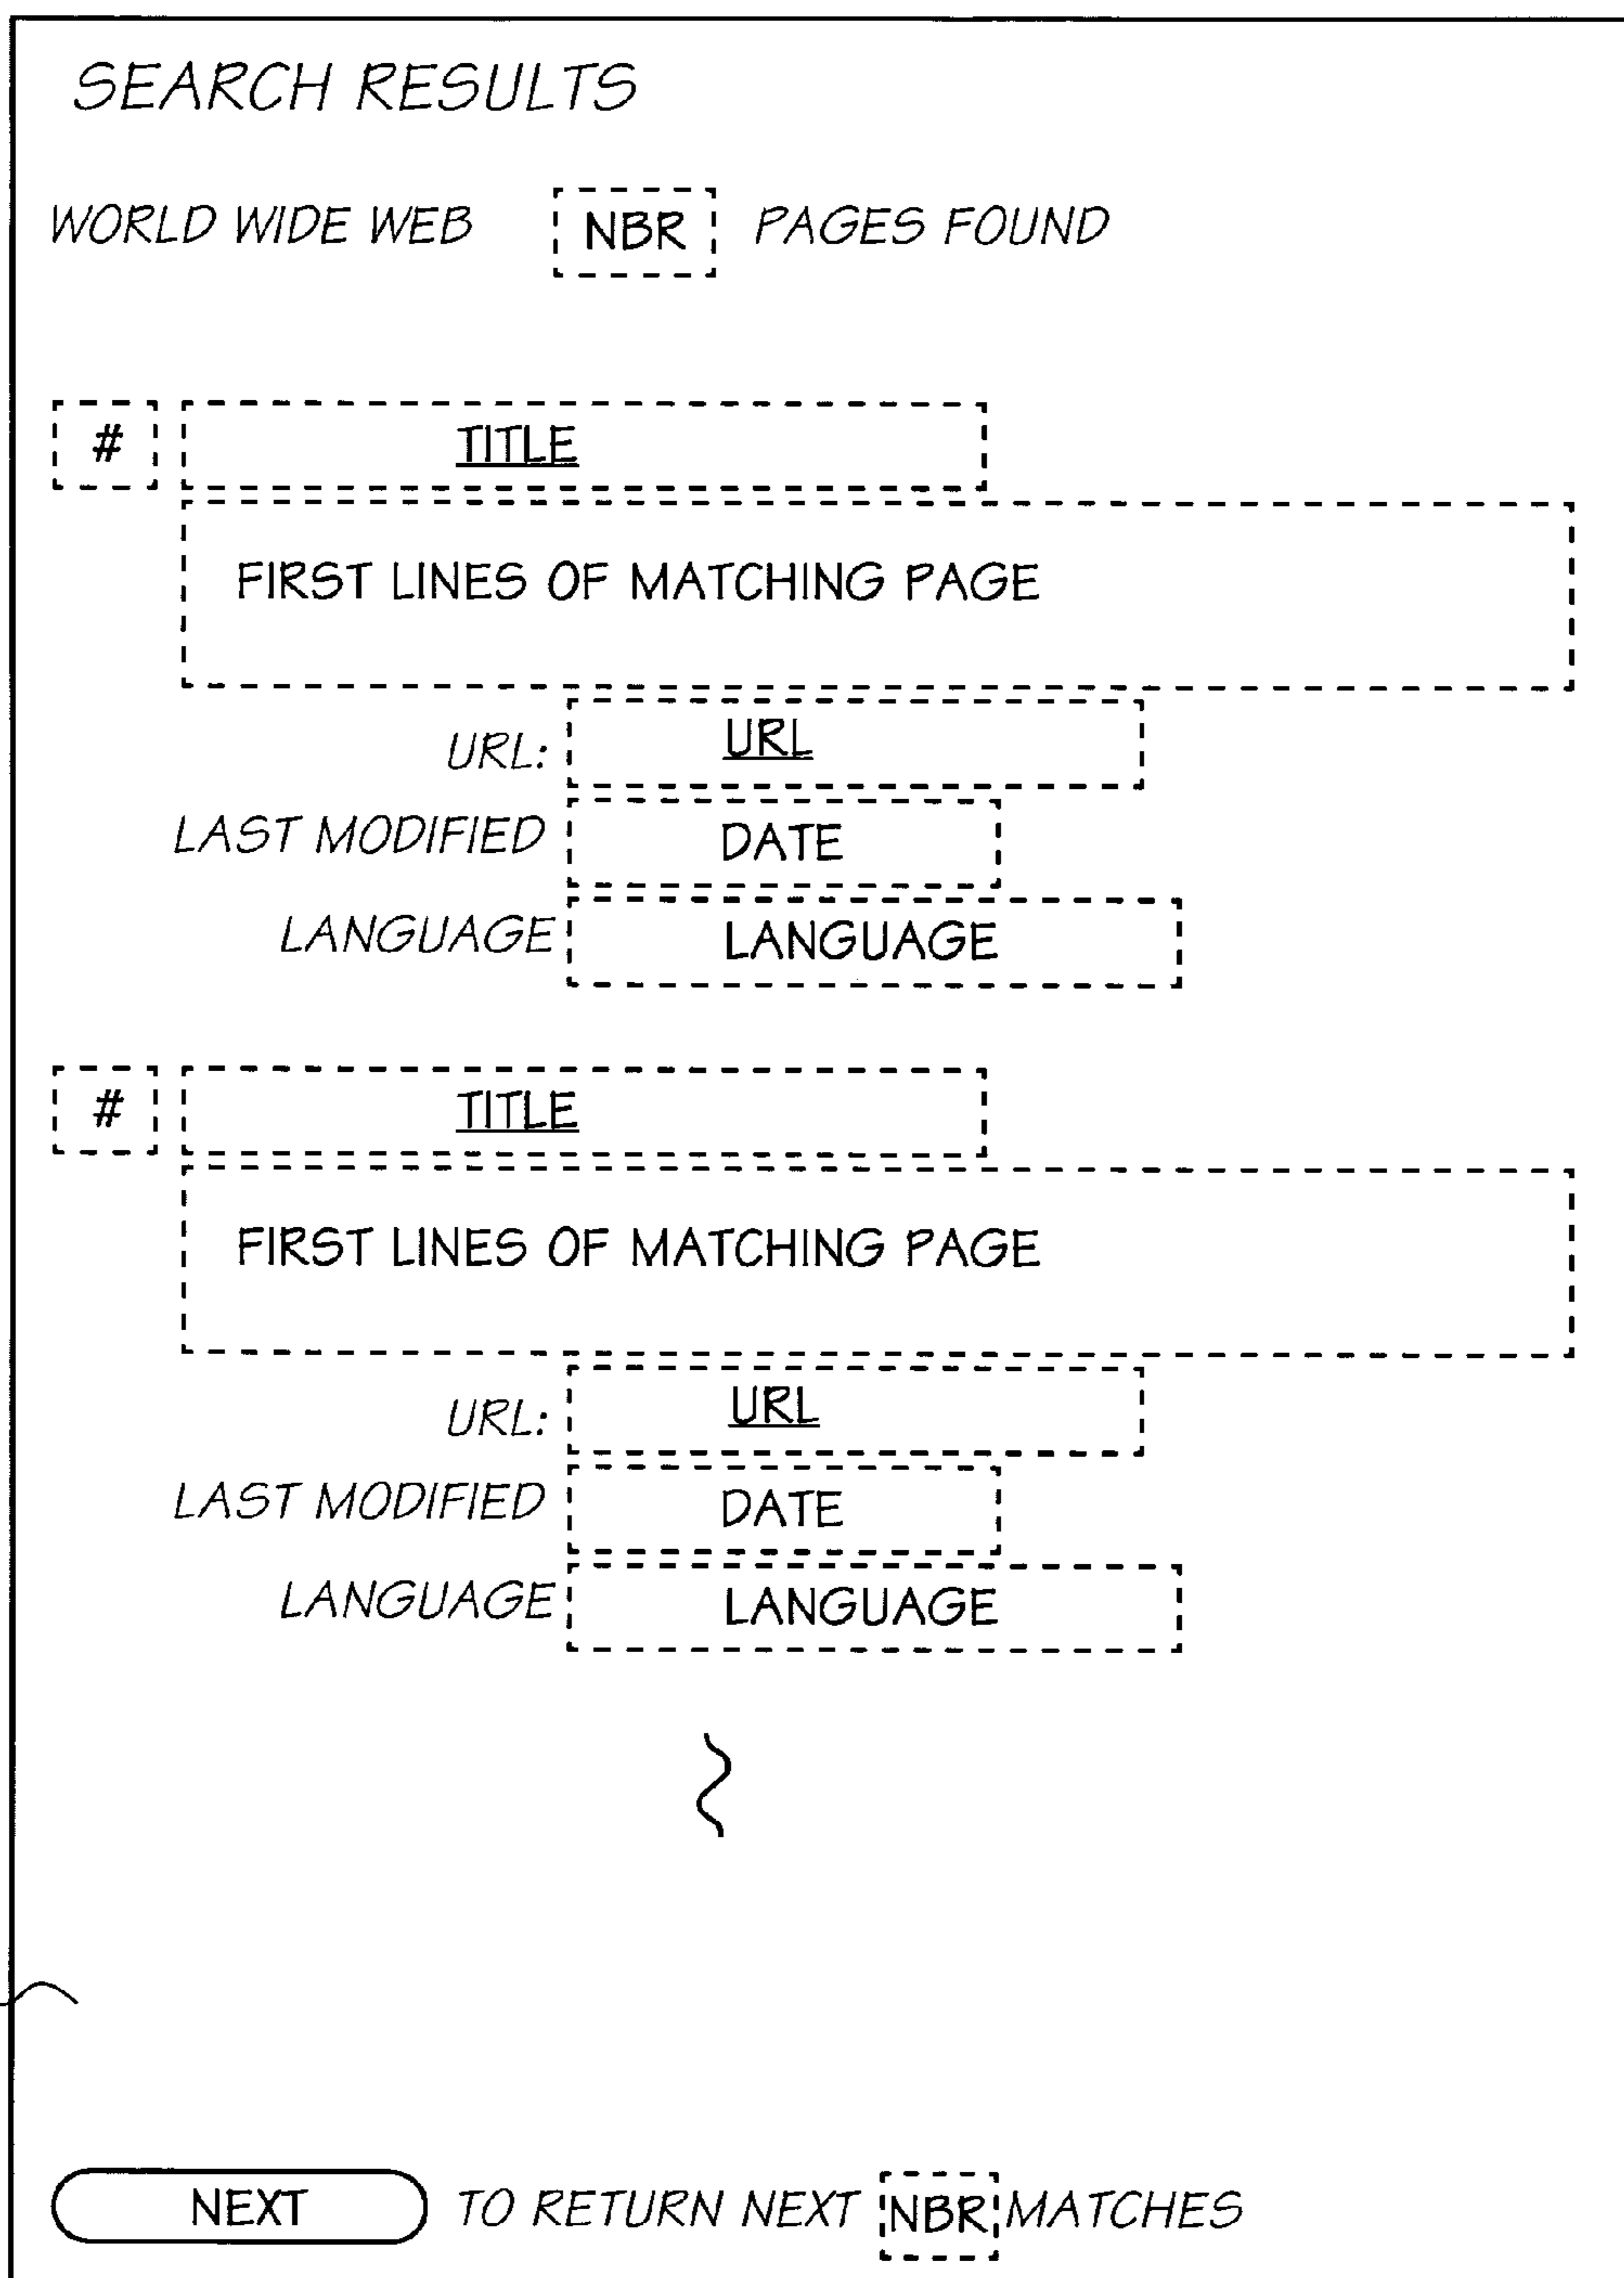 SEARCH RESULTS
WORLD WIDE WEB NBR PAGES FOUND
# TITLE
FIRST LINES OF MATCHING PAGE
URL: URL
LAST MODIFIED DATE
LANGUAGE LANGUAGE
# TITLE
FIRST LINES OF MATCHING PAGE
URL: URL
LAST MODIFIED DATE
LANGUAGE LANGUAGE
NEXT TO RETURN NEXT NBR MATCHES